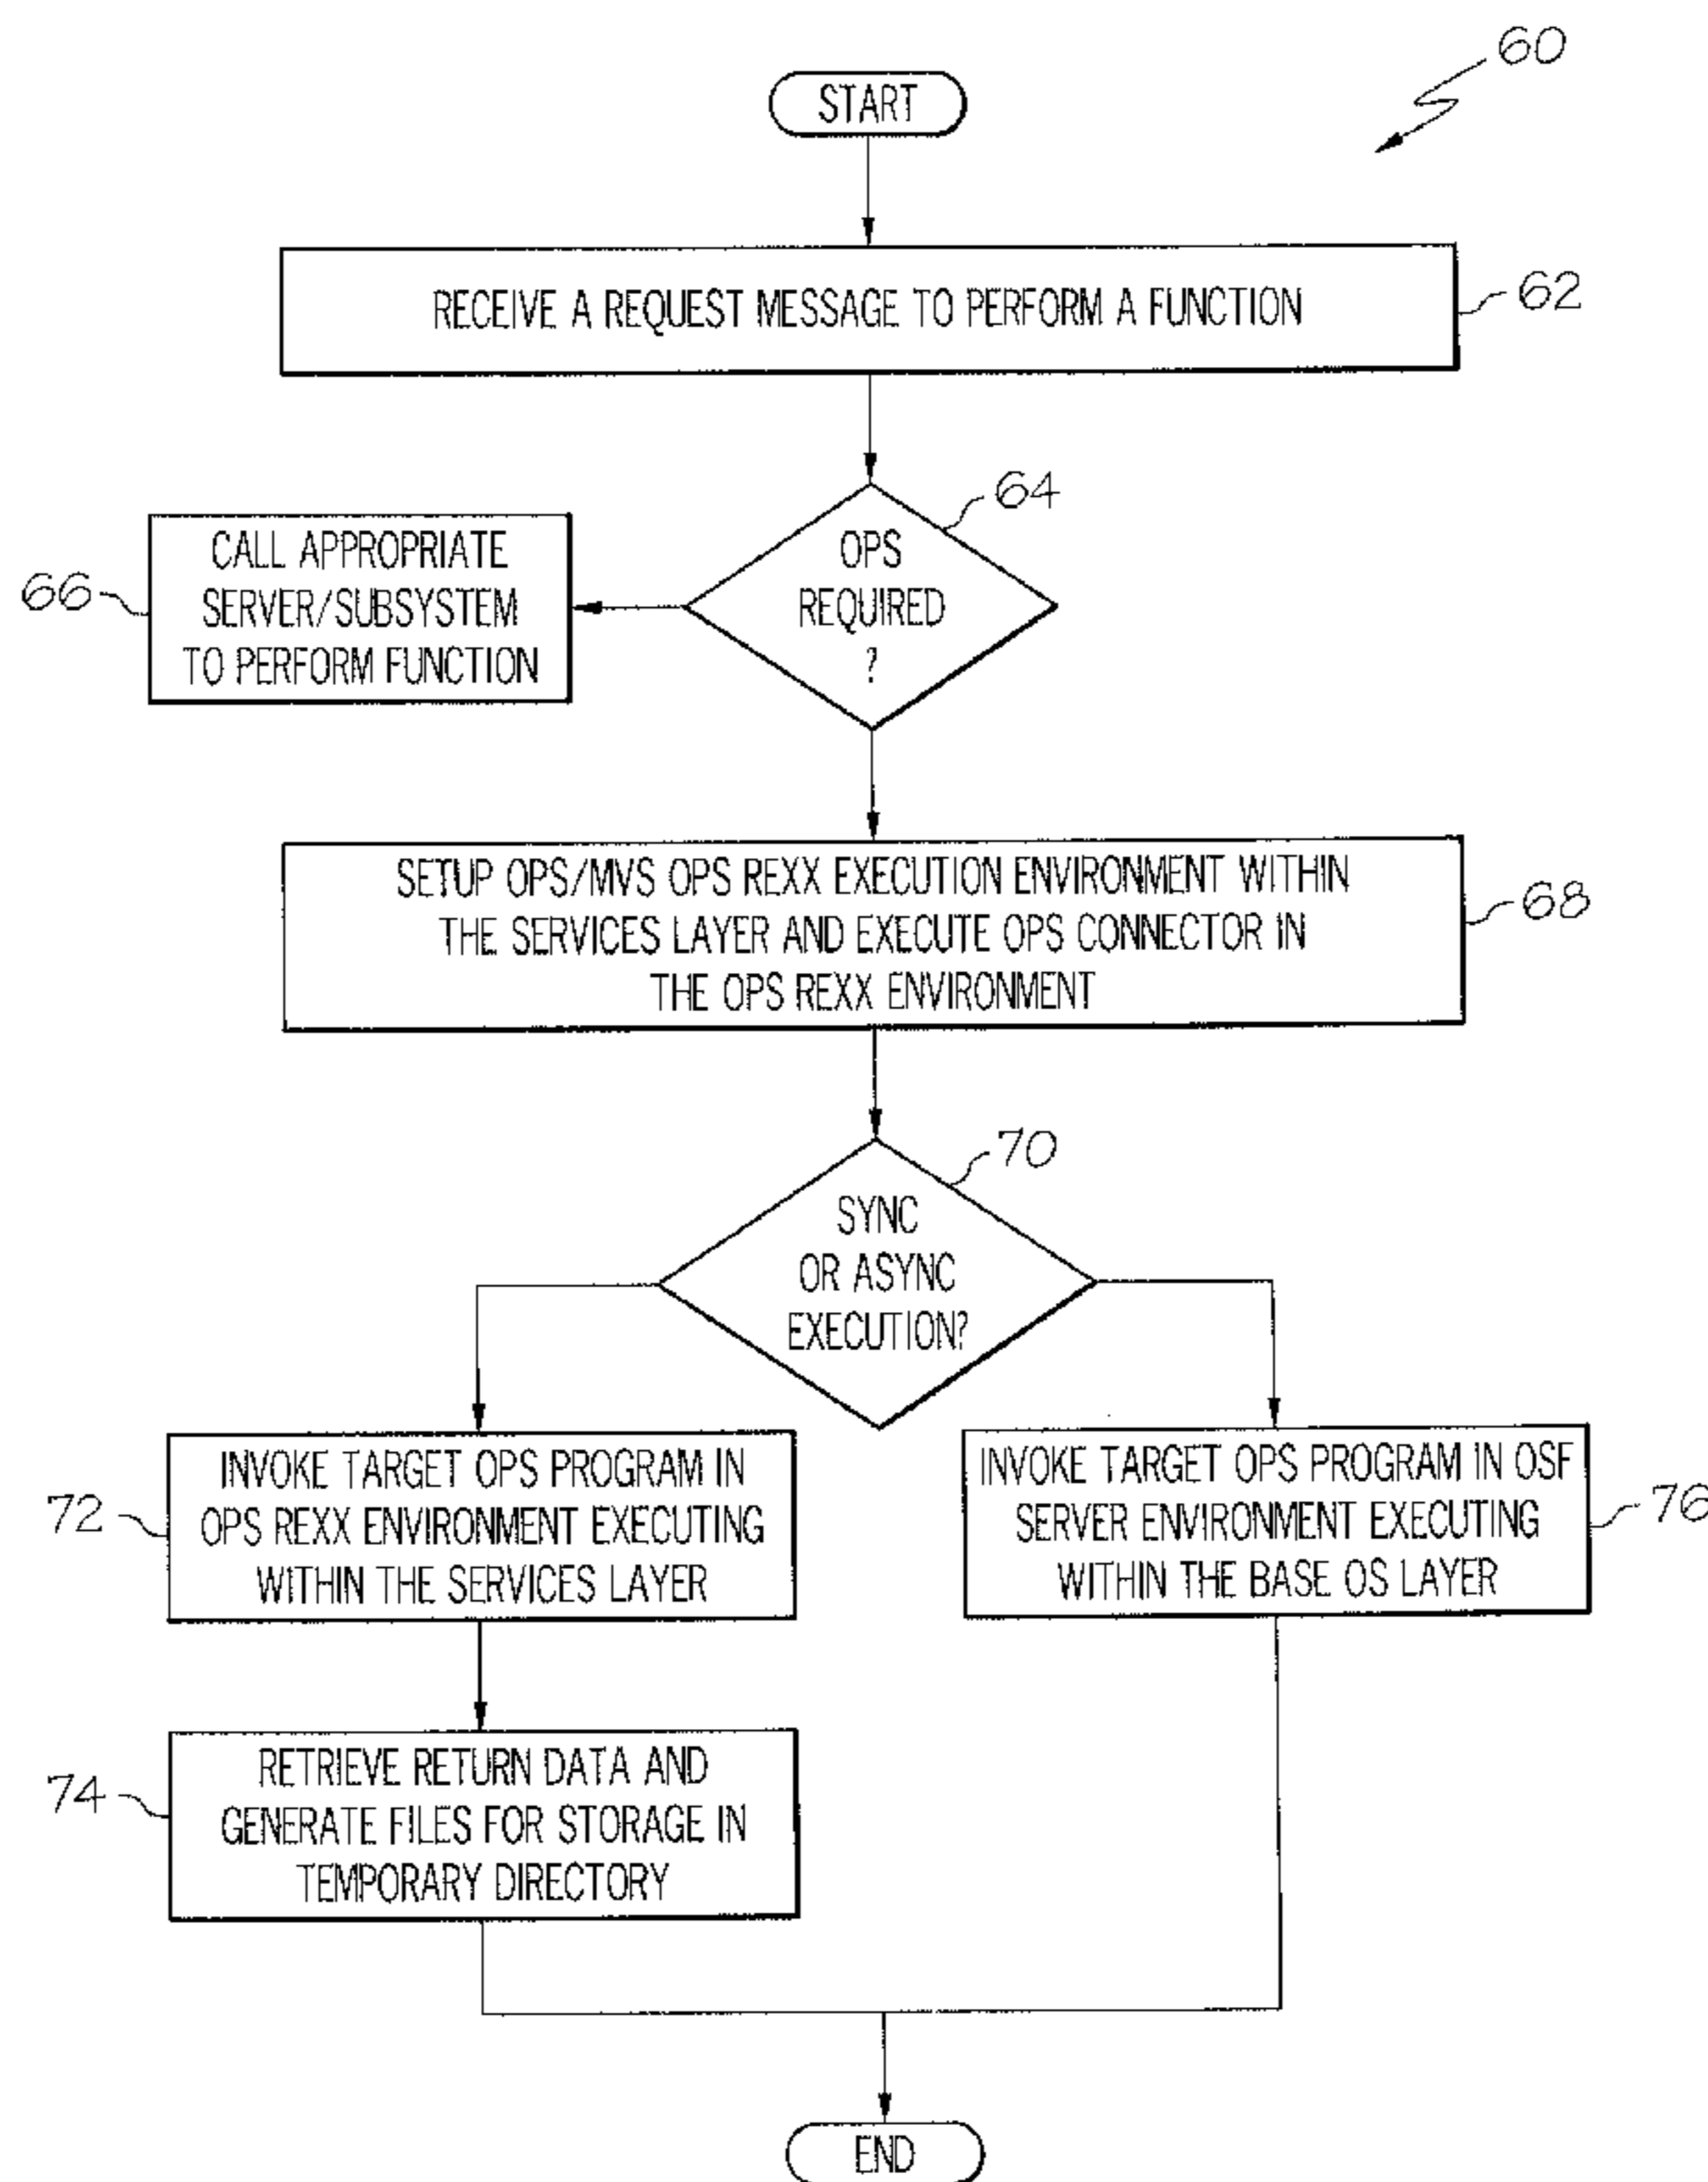 60
START
RECEIVE A REQUEST MESSAGE TO PERFORM A FUNCTION
62
64
OPS
REQUIRED
?
66
CALL APPROPRIATE
SERVER/SUBSYSTEM
TO PERFORM FUNCTION
SETUP OPS/MVS OPS REXX EXECUTION ENVIRONMENT WITHIN
THE SERVICES LAYER AND EXECUTE OPS CONNECTOR IN
THE OPS REXX ENVIRONMENT
68
70
SYNC
OR ASYNC
EXECUTION?
72
INVOKE TARGET OPS PROGRAM IN
OPS REXX ENVIRONMENT EXECUTING
WITHIN THE SERVICES LAYER
INVOKE TARGET OPS PROGRAM IN OSF
SERVER ENVIRONMENT EXECUTING
WITHIN THE BASE OS LAYER
76
74
RETRIEVE RETURN DATA AND
GENERATE FILES FOR STORAGE IN
TEMPORARY DIRECTORY
END